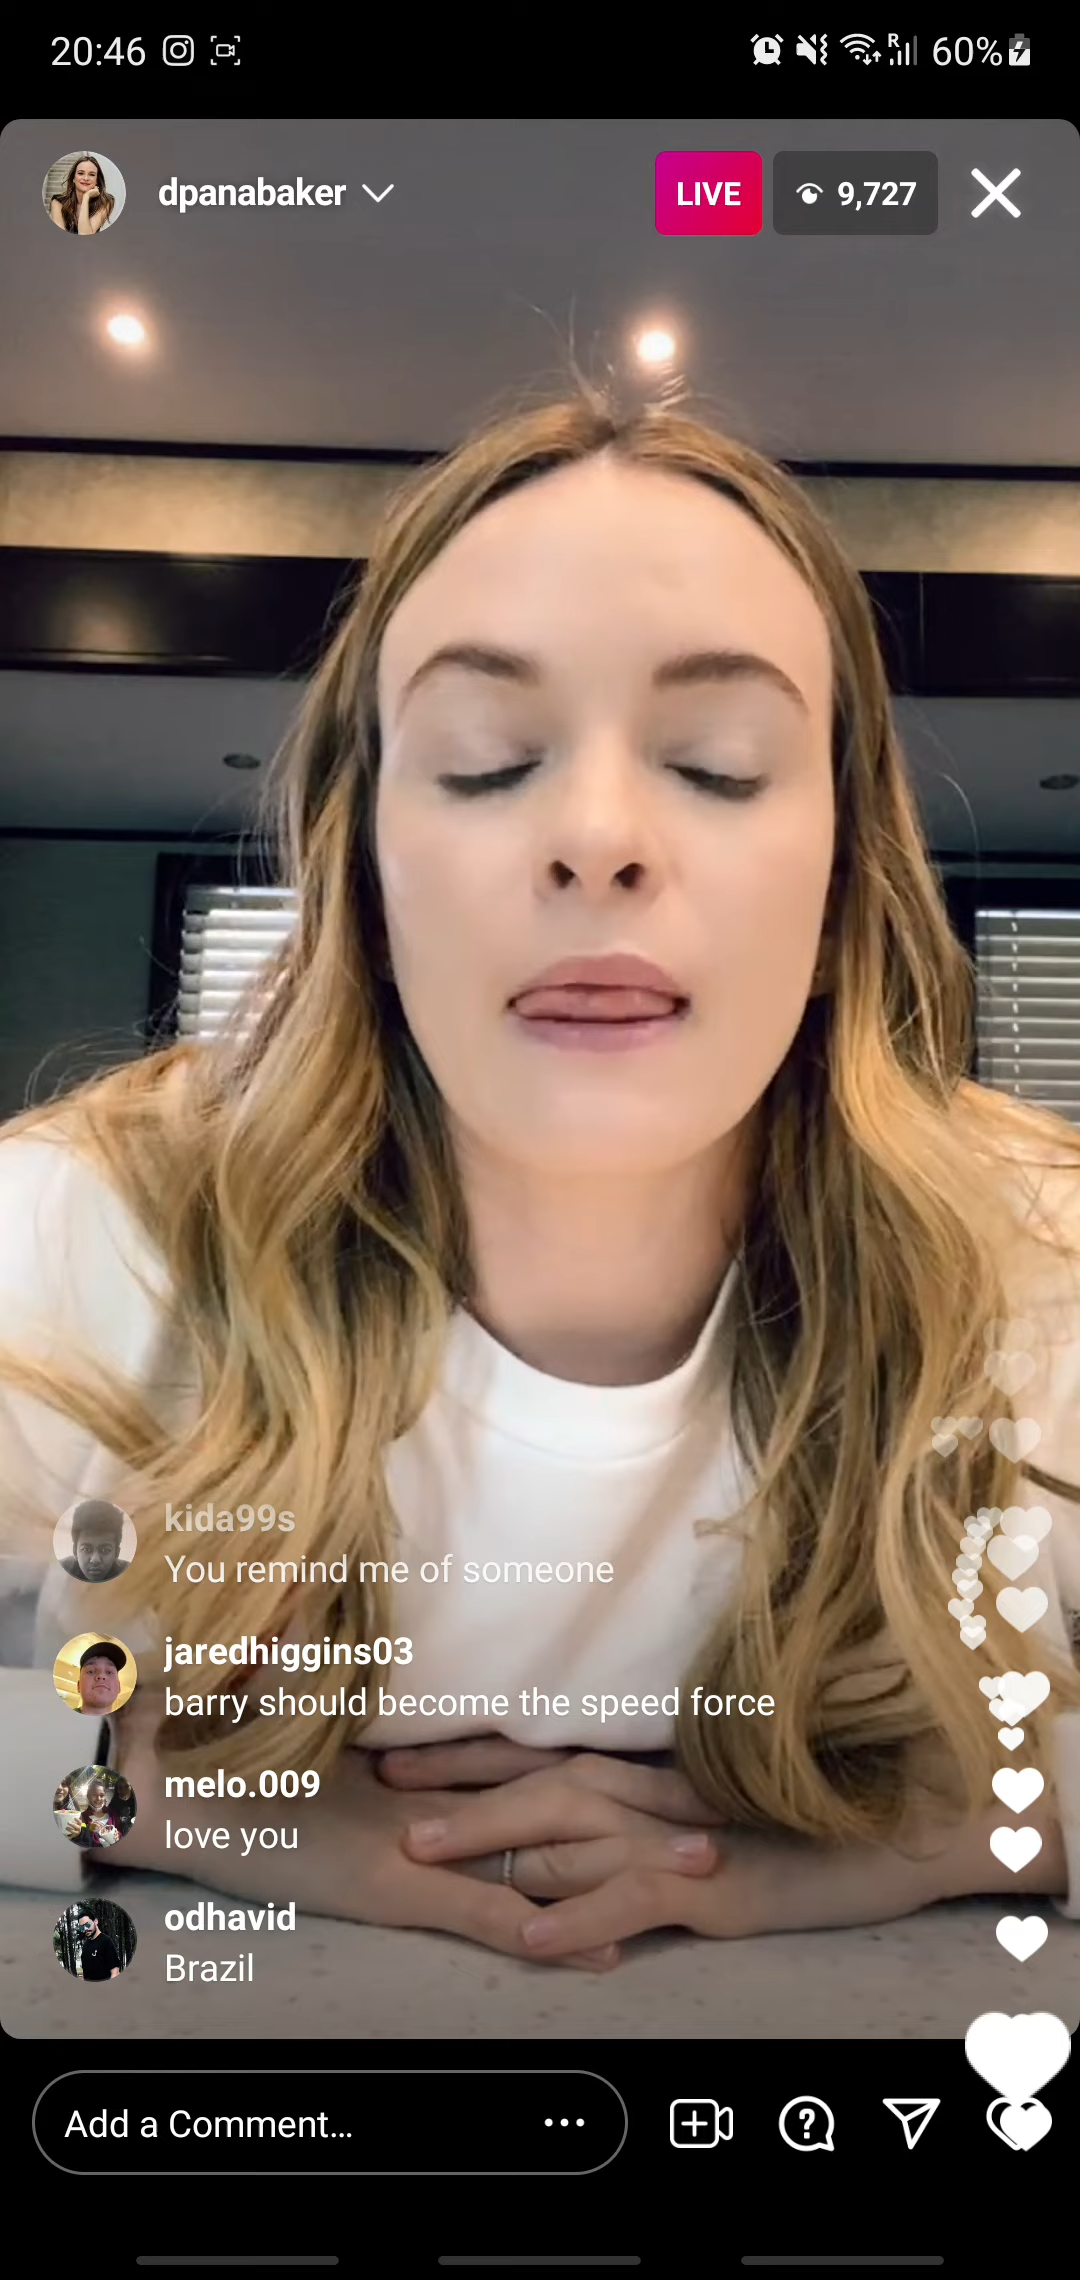 20:46
R
60%
dpanabaker
LIVE
9,727
kida99s
You remind me of someone
jaredhiggins03
barry should become the speed force
melo.009
love you
odhavid
Brazil
Add a Comment...